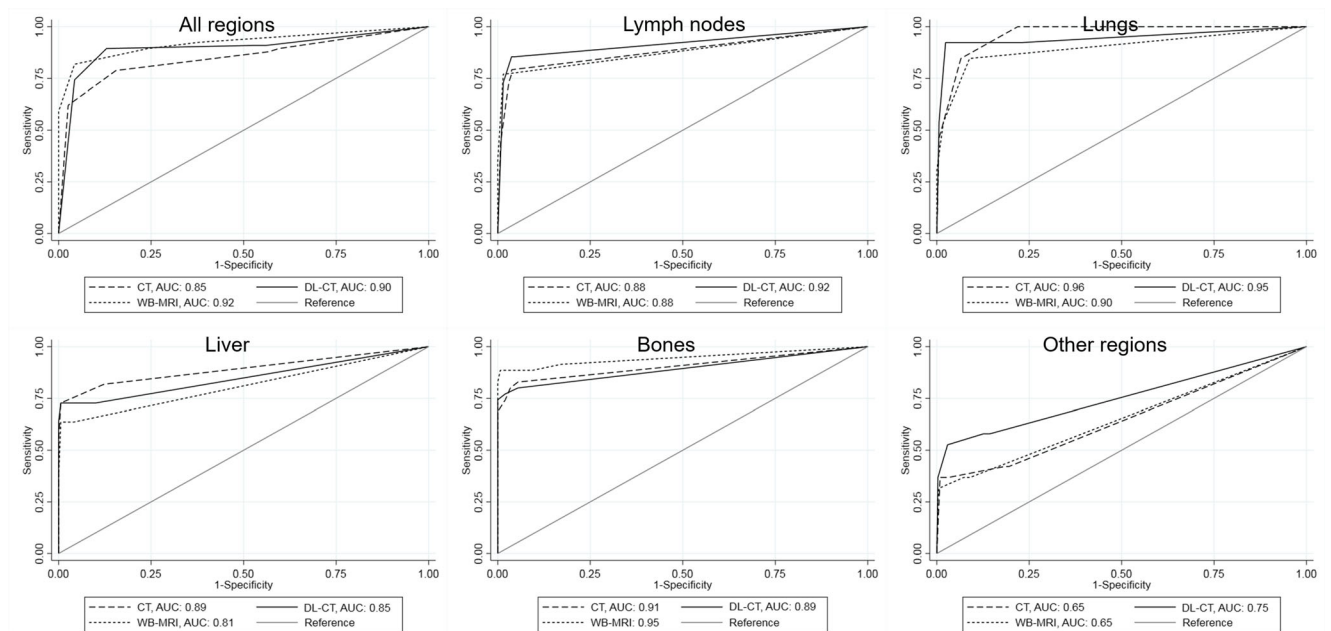 All regions
Sensitivity
1.00
0.75
0.50
0.25
0.00
0.00 0.25 0.50 0.75 1.00
1-Specificity
CT, AUC: 0.85 DL-CT, AUC: 0.90
WB-MRI, AUC: 0.92 Reference
Lymph nodes
Sensitivity
1.00
0.75
0.50
0.25
0.00
0.00 0.25 0.50 0.75 1.00
1-Specificity
CT, AUC: 0.88 DL-CT, AUC: 0.92
WB-MRI, AUC: 0.88 Reference
Lungs
Sensitivity
1.00
0.75
0.50
0.25
0.00
0.00 0.25 0.50 0.75 1.00
1-Specificity
CT, AUC: 0.96 DL-CT, AUC: 0.95
WB-MRI, AUC: 0.90 Reference
Liver
Sensitivity
1.00
0.75
0.50
0.25
0.00
0.00 0.25 0.50 0.75 1.00
1-Specificity
CT, AUC: 0.89 DL-CT, AUC: 0.85
WB-MRI, AUC: 0.81 Reference
Bones
Sensitivity
1.00
0.75
0.50
0.25
0.00
0.00 0.25 0.50 0.75 1.00
1-Specificity
CT, AUC: 0.91 DL-CT, AUC: 0.89
WB-MRI: 0.95 Reference
Other regions
Sensitivity
1.00
0.75
0.50
0.25
0.00
0.00 0.25 0.50 0.75 1.00
1-Specificity
CT, AUC: 0.65 DL-CT, AUC: 0.75
WB-MRI, AUC: 0.65 Reference